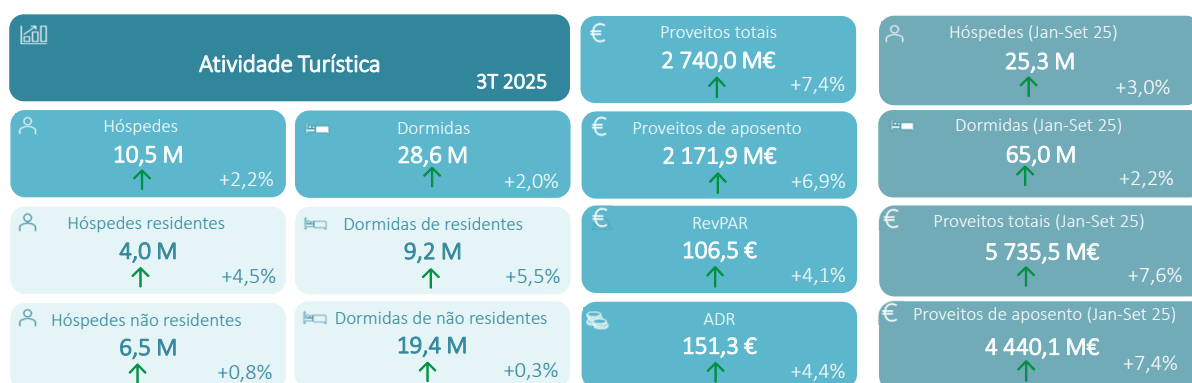 Atividade Turística
3T 2025
Hóspedes
10,5 M
+2,2%
Dormidas
28,6 M
+2,0%
Hóspedes residentes
4,0 M
+4,5%
Dormidas de residentes
9,2 M
+5,5%
Hóspedes não residentes
6,5 M
+0,8%
Dormidas de não residentes
19,4 M
+0,3%
€
Proveitos totais
2 740,0 M€
+7,4%
€
Proveitos de aposento
2 171,9 M€
+6,9%
€
RevPAR
106,5 €
+4,1%
ADR
151,3 €
+4,4%
Hóspedes (Jan-Set 25)
25,3 M
+3,0%
Dormidas (Jan-Set 25)
65,0 M
+2,2%
€
Proveitos totais (Jan-Set 25)
5 735,5 M€
+7,6%
€
Proveitos de aposento (Jan-Set 25)
4 440,1 M€
+7,4%